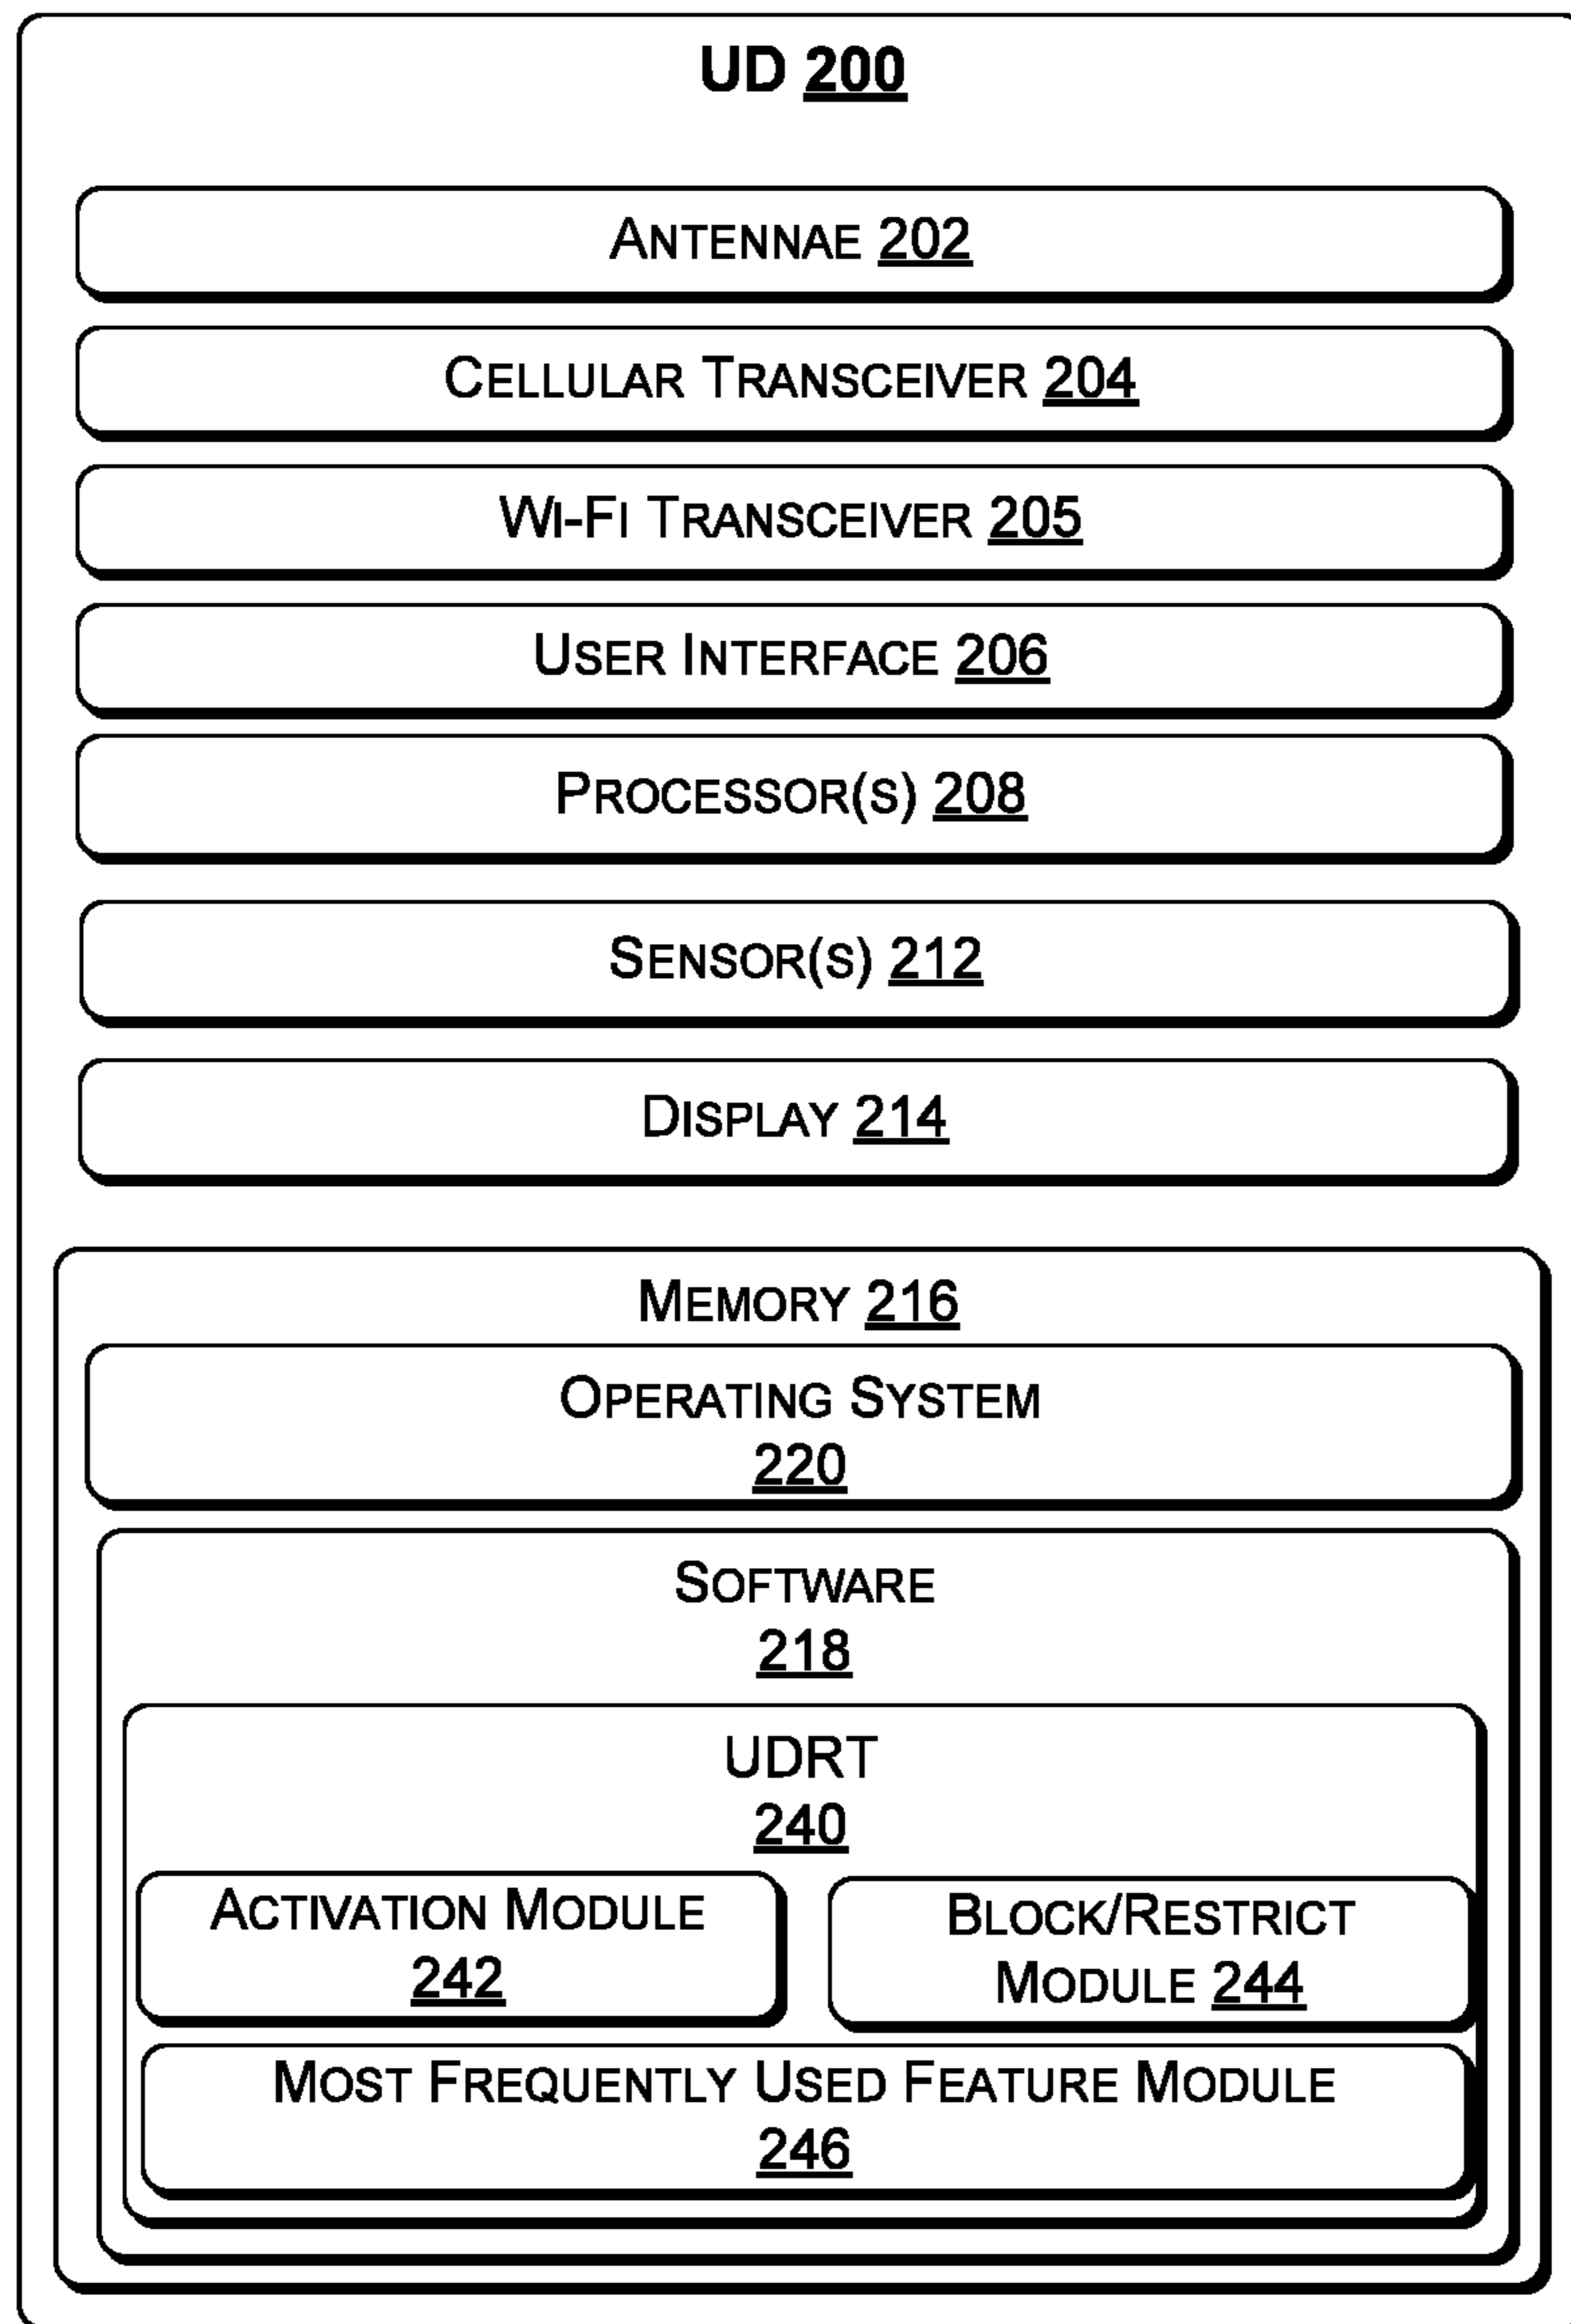 UD 200
ANTENNAE 202
CELLULAR TRANSCEIVER 204
WI-FI TRANSCEIVER 205
USER INTERFACE 206
PROCESSOR(S) 208
SENSOR(S) 212
DISPLAY 214
MEMORY 216
OPERATING SYSTEM
220
SOFTWARE
218
UDRT
240
ACTIVATION MODULE
242
BLOCK/RESTRICT
MODULE 244
MOST FREQUENTLY USED FEATURE MODULE
246